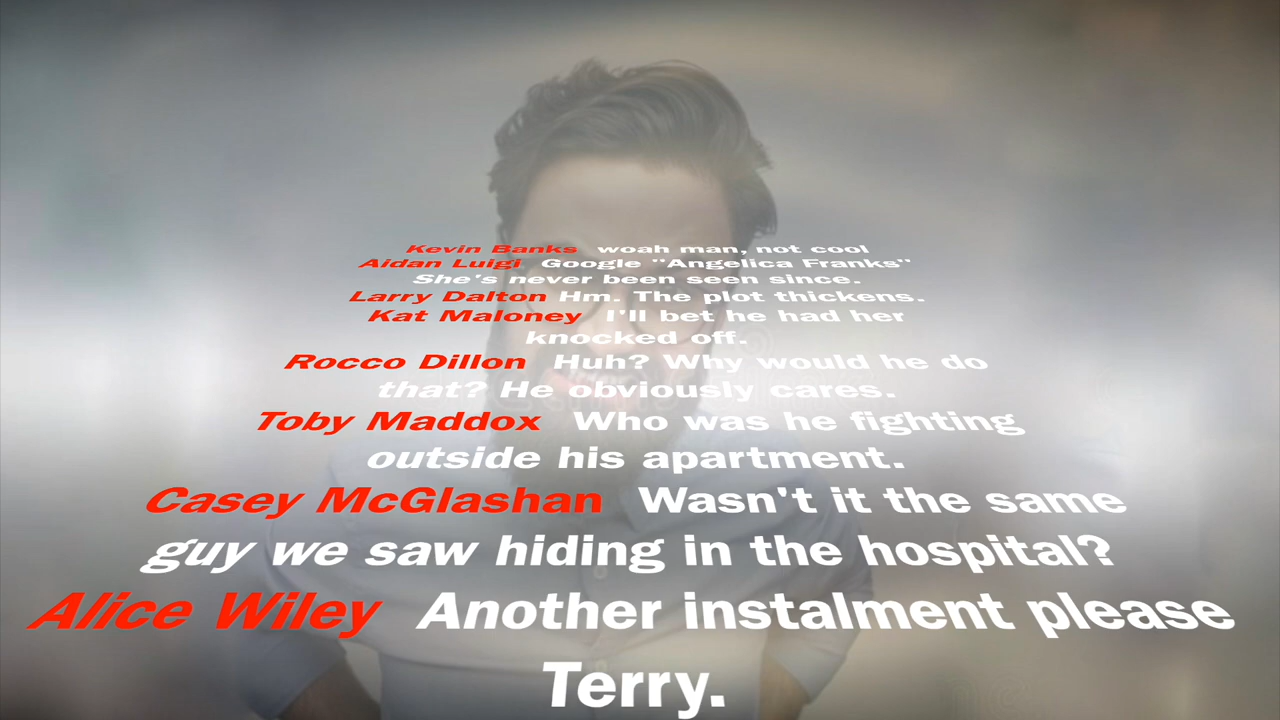 Kevin Banks woah man, not cool
Aidan Luigi Google "Angelica Franks"
She's never been seen since.
Larry Dalton Hm. The plot thickens.
Kat Maloney I'll bet he had her
knocked off.
Rocco Dillon Huh? Why would he do
that? He obviously cares.
Toby Maddox Who was he fighting
outside his apartment.
Casey McGlashan Wasn't it the same
guy we saw hiding in the hospital?
Alice Wiley Another instalment please
Terry.